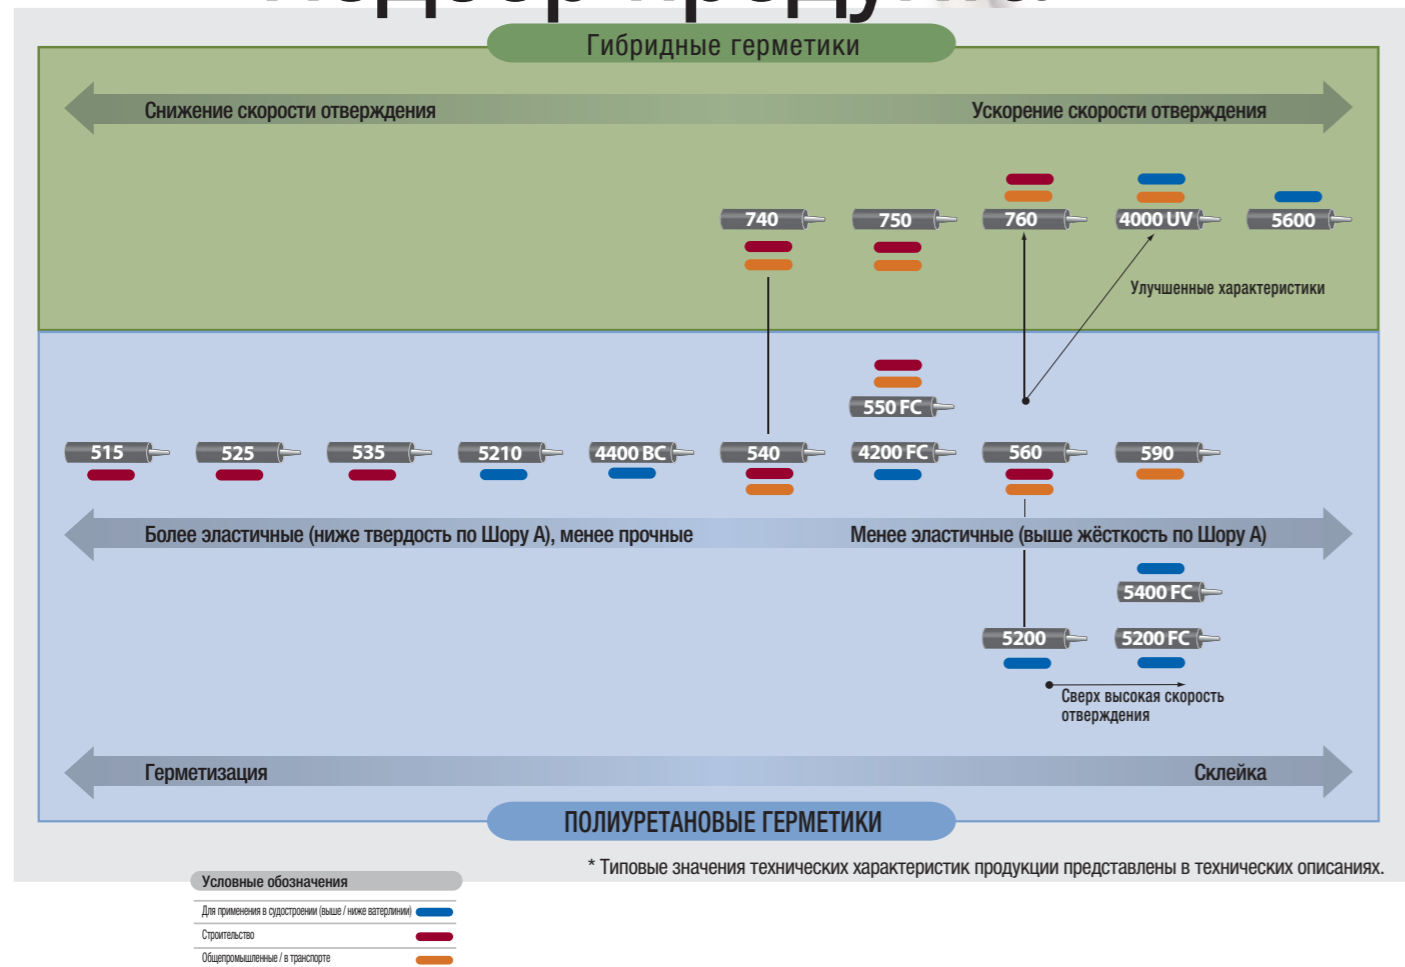 Гибридные герметики
Снижение скорости отверждения
Ускорение скорости отверждения
740
750
760
4000 UV
5600
Улучшенные характеристики
550 FC
515
525
535
5210
4400 BC
540
4200 FC
560
590
Более эластичные (ниже твердость по Шору А), менее прочные
Менее эластичные (выше жёсткость по Шору А)
5400 FC
5200
5200 FC
Сверх высокая скорость
отверждения
Герметизация
Склейка
ПОЛИУРЕТАНОВЫЕ ГЕРМЕТИКИ
* Типовые значения технических характеристик продукции представлены в технических описаниях.
Условные обозначения
Для применения в судостроении (выше / ниже ватерлинии)
Строительство
Общепромышленные / в транспорте